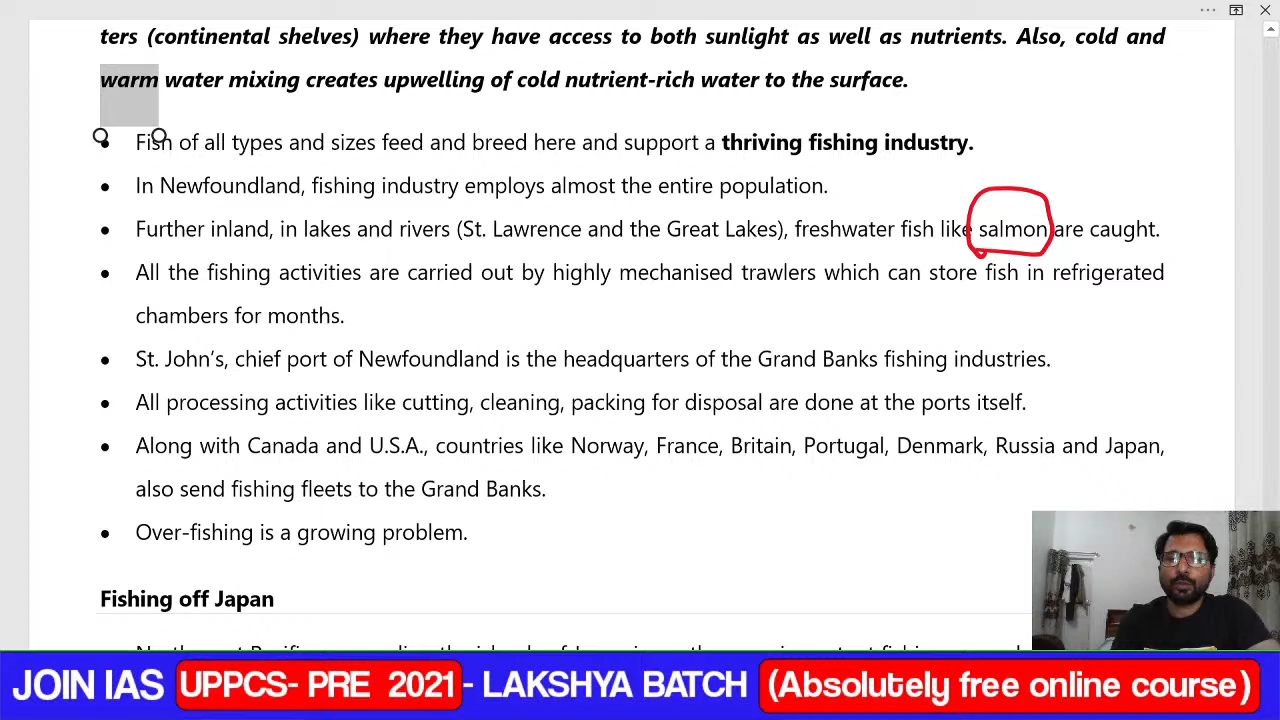 ters (continental shelves) where they have access to both sunlight as well as nutrients. Also, cold and
warm water mixing creates upwelling of cold nutrient-rich water to the surface.
• Fish of all types and sizes feed and breed here and support a thriving fishing industry.
• In Newfoundland, fishing industry employs almost the entire population.
• Further inland, in lakes and rivers (St. Lawrence and the Great Lakes), freshwater fish like salmon are caught.
• All the fishing activities are carried out by highly mechanised trawlers which can store fish in refrigerated
chambers for months.
• St. John’s, chief port of Newfoundland is the headquarters of the Grand Banks fishing industries.
• All processing activities like cutting, cleaning, packing for disposal are done at the ports itself.
• Along with Canada and U.S.A., countries like Norway, France, Britain, Portugal, Denmark, Russia and Japan,
also send fishing fleets to the Grand Banks.
• Over-fishing is a growing problem.
Fishing off Japan
JOIN IAS UPPCS- PRE 2021 - LAKSHYA BATCH (Absolutely free online course)